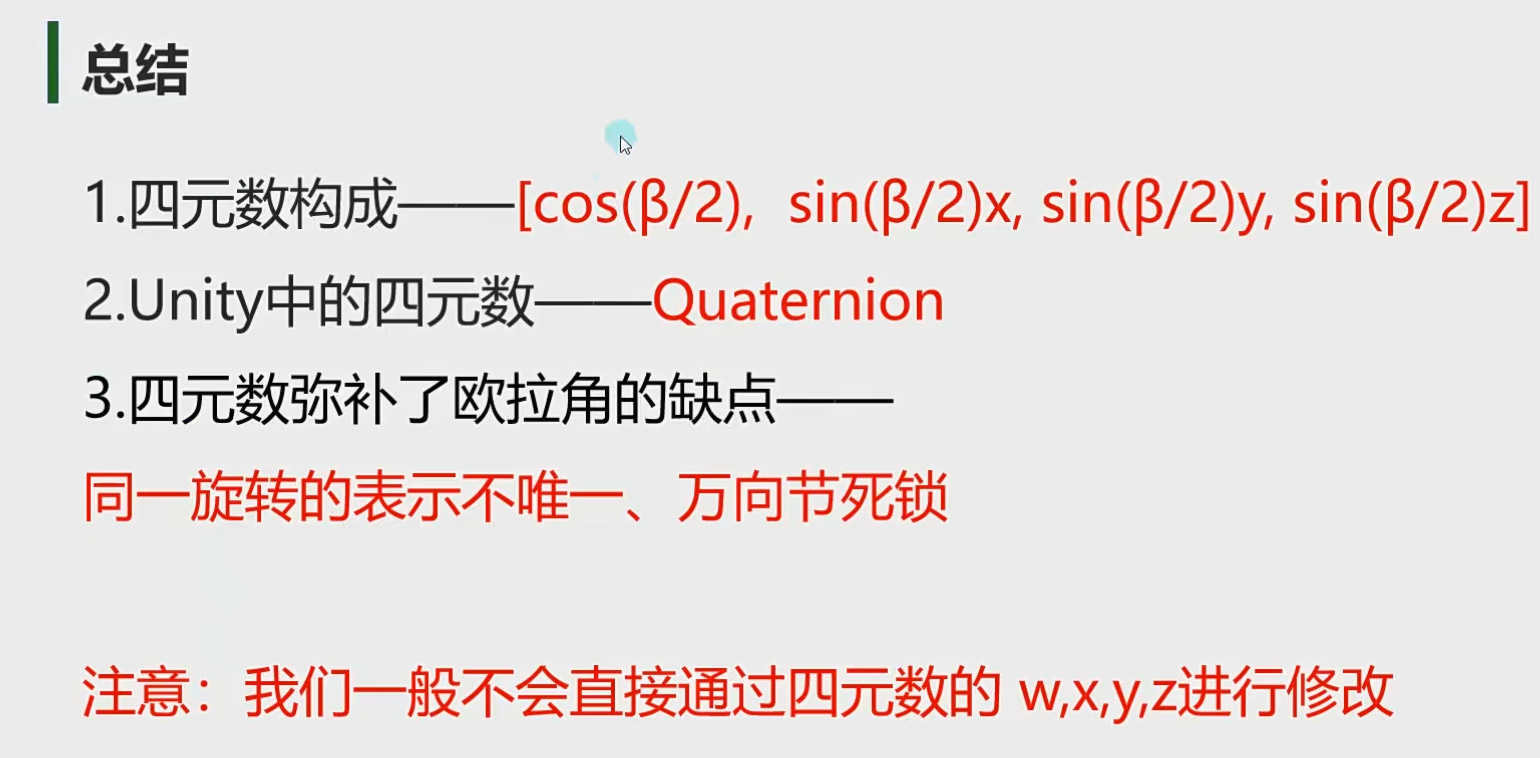 总结
1.四元数构成——[cos(β/2),  sin(β/2)x, sin(β/2)y, sin(β/2)z]
2.Unity中的四元数——Quaternion
3.四元数弥补了欧拉角的缺点——
同一旋转的表示不唯一、万向节死锁
注意：我们一般不会直接通过四元数的 w,x,y,z进行修改